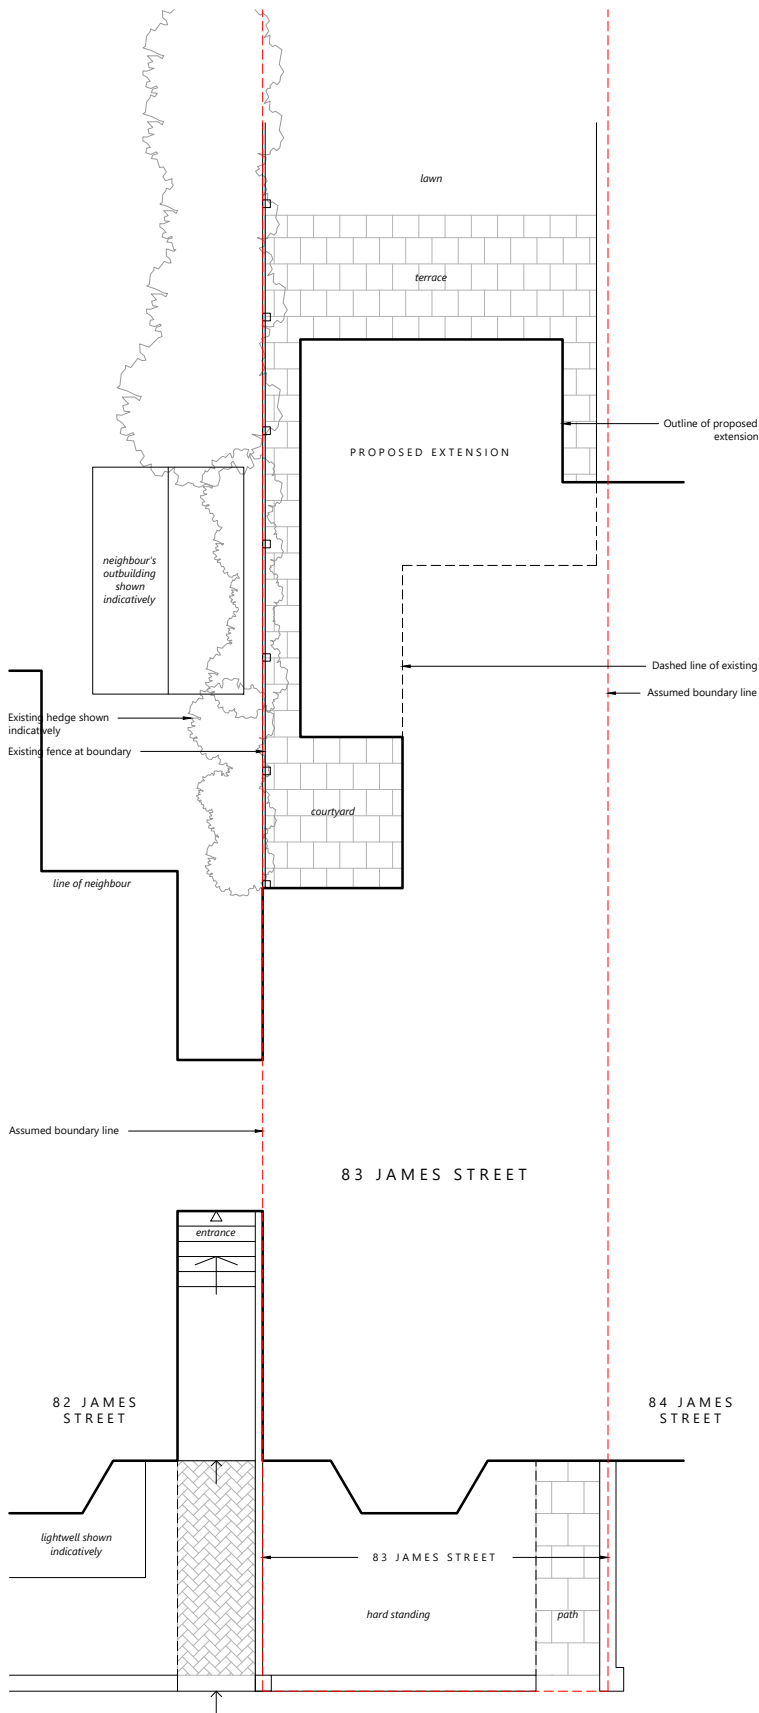 lawn
terrace
Outline of proposed
extension
PROPOSED EXTENSION
neighbour's
outbuilding
shown
indicatively
Dashed line of existing
Assumed boundary line
Existing hedge shown
indicatively
Existing fence at boundary
courtyard
line of neighbour
Assumed boundary line
83 JAMES STREET
entrance
82 JAMES
STREET
84 JAMES
STREET
lightwell shown
indicatively
83 JAMES STREET
hard standing
path